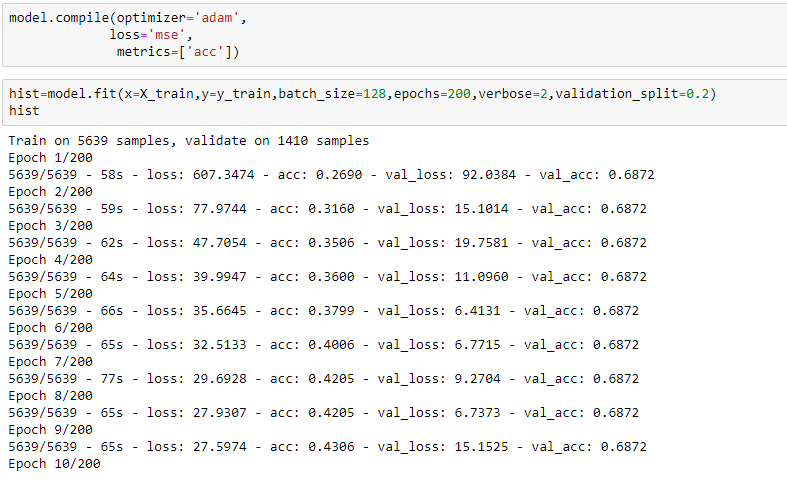 model.compile(optimizer='adam',
             loss='mse',
              metrics=['acc'])
hist=model.fit(x=X_train,y=y_train,batch_size=128,epochs=200,verbose=2,validation_split=0.2)
hist
Train on 5639 samples, validate on 1410 samples
Epoch 1/200
5639/5639 - 58s - loss: 607.3474 - acc: 0.2690 - val_loss: 92.0384 - val_acc: 0.6872
Epoch 2/200
5639/5639 - 59s - loss: 77.9744 - acc: 0.3160 - val_loss: 15.1014 - val_acc: 0.6872
Epoch 3/200
5639/5639 - 62s - loss: 47.7054 - acc: 0.3506 - val_loss: 19.7581 - val_acc: 0.6872
Epoch 4/200
5639/5639 - 64s - loss: 39.9947 - acc: 0.3600 - val_loss: 11.0960 - val_acc: 0.6872
Epoch 5/200
5639/5639 - 66s - loss: 35.6645 - acc: 0.3799 - val_loss: 6.4131 - val_acc: 0.6872
Epoch 6/200
5639/5639 - 65s - loss: 32.5133 - acc: 0.4006 - val_loss: 6.7715 - val_acc: 0.6872
Epoch 7/200
5639/5639 - 77s - loss: 29.6928 - acc: 0.4205 - val_loss: 9.2704 - val_acc: 0.6872
Epoch 8/200
5639/5639 - 65s - loss: 27.9307 - acc: 0.4205 - val_loss: 6.7373 - val_acc: 0.6872
Epoch 9/200
5639/5639 - 65s - loss: 27.5974 - acc: 0.4306 - val_loss: 15.1525 - val_acc: 0.6872
Epoch 10/200